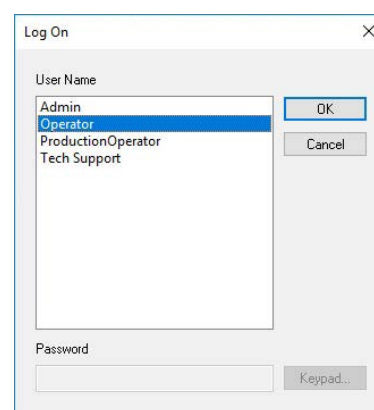 Log On
User Name
Admin
Operator
ProductionOperator
Tech Support
OK
Cancel
Password
Keypad...